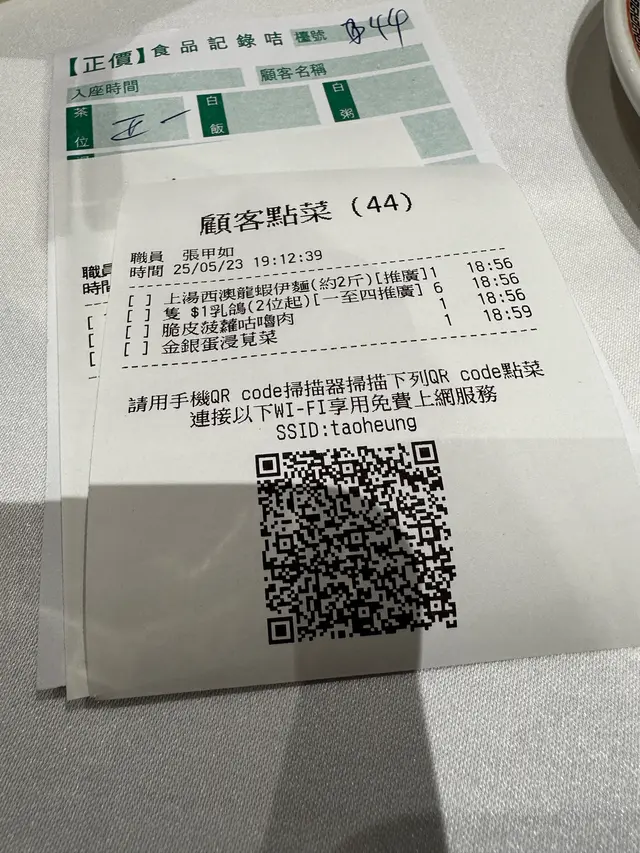 【正價】食品記錄咭 檯號 44
入座時間 顧客名稱
茶位 正一 白飯 白粥
顧客點菜 (44)
職員 張甲如
時間 25/05/23 19:12:39
[ ] 上湯西澳龍蝦伊麵(約2斤)[推廣] 1 18:56
[ ] 隻 $1乳鴿(2位起)[一至四推廣] 6 18:56
[ ] 脆皮菠蘿咕嚕肉 1 18:56
[ ] 金銀蛋浸莧菜 1 18:59
請用手機QR code掃描器掃描下列QR code點菜
連接以下WI-FI享用免費上網服務
SSID:taoheung
職員
時間
[
[
[